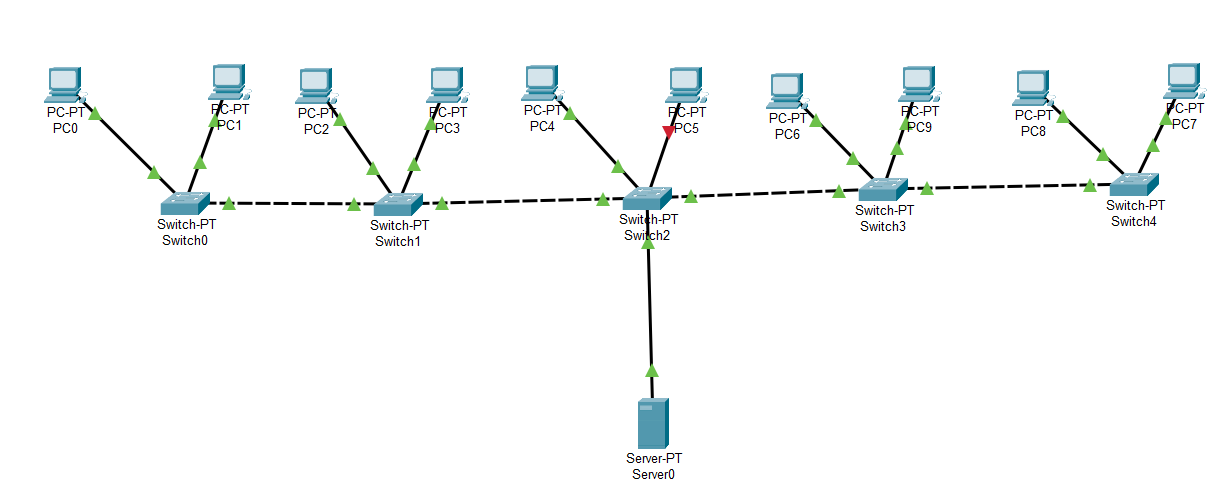 PC-PT
PC0
PC-PT
PC1
PC-PT
PC2
PC-PT
PC3
PC-PT
PC4
PC-PT
PC5
PC-PT
PC6
PC-PT
PC9
PC-PT
PC8
PC-PT
PC7
Switch-PT
Switch0
Switch-PT
Switch1
Switch-PT
Switch2
Switch-PT
Switch3
Switch-PT
Switch4
Server-PT
Server0